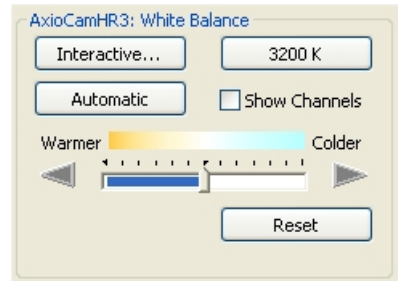 AxioCamHR3: White Balance
Interactive... 3200 K
Automatic Show Channels
Warmer Colder
Reset